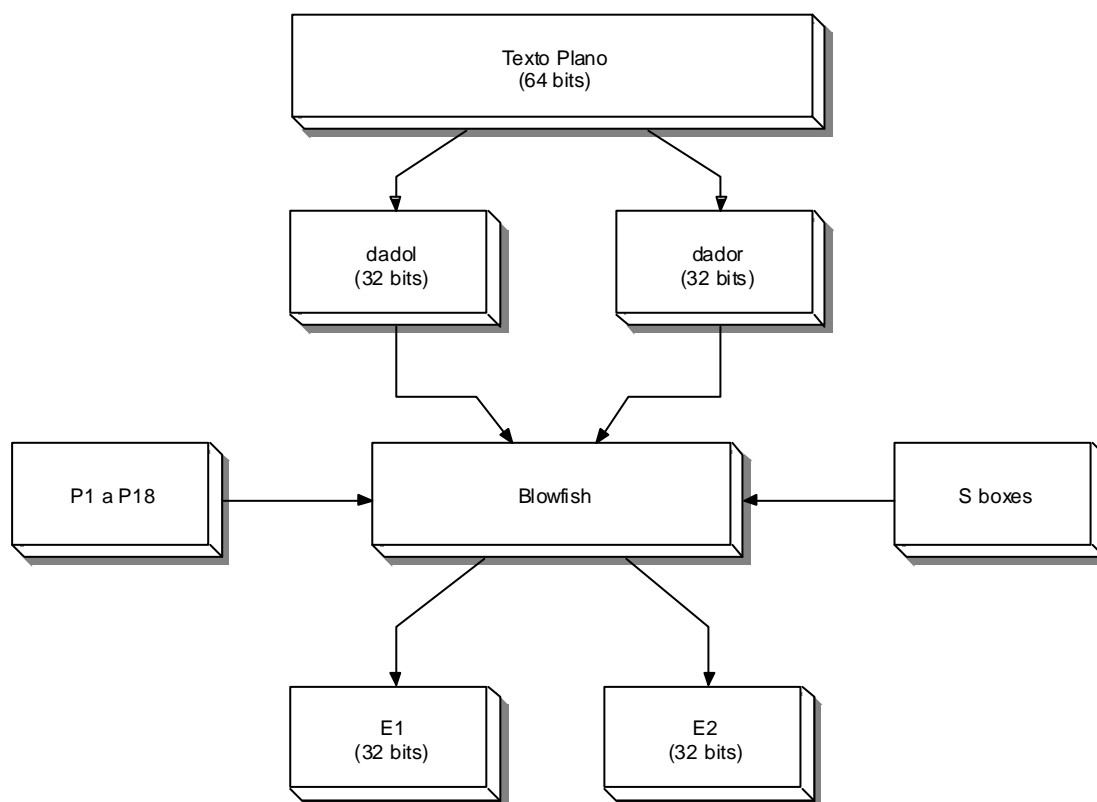 Texto Plano
(64 bits)
dadol
(32 bits)
dador
(32 bits)
P1 a P18
Blowfish
S boxes
E1
(32 bits)
E2
(32 bits)